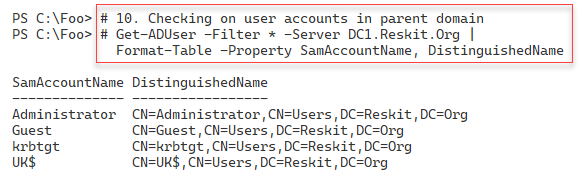 PS C:\Foo> # 10. Checking on user accounts in parent domain
PS C:\Foo> # Get-ADUser -Filter * -Server DC1.Reskit.Org |
Format-Table -Property SamAccountName, DistinguishedName
SamAccountName DistinguishedName
-------------- -----------------
Administrator CN=Administrator,CN=Users,DC=Reskit,DC=Org
Guest CN=Guest,CN=Users,DC=Reskit,DC=Org
krbtgt CN=krbtgt,CN=Users,DC=Reskit,DC=Org
UK$ CN=UK$,CN=Users,DC=Reskit,DC=Org